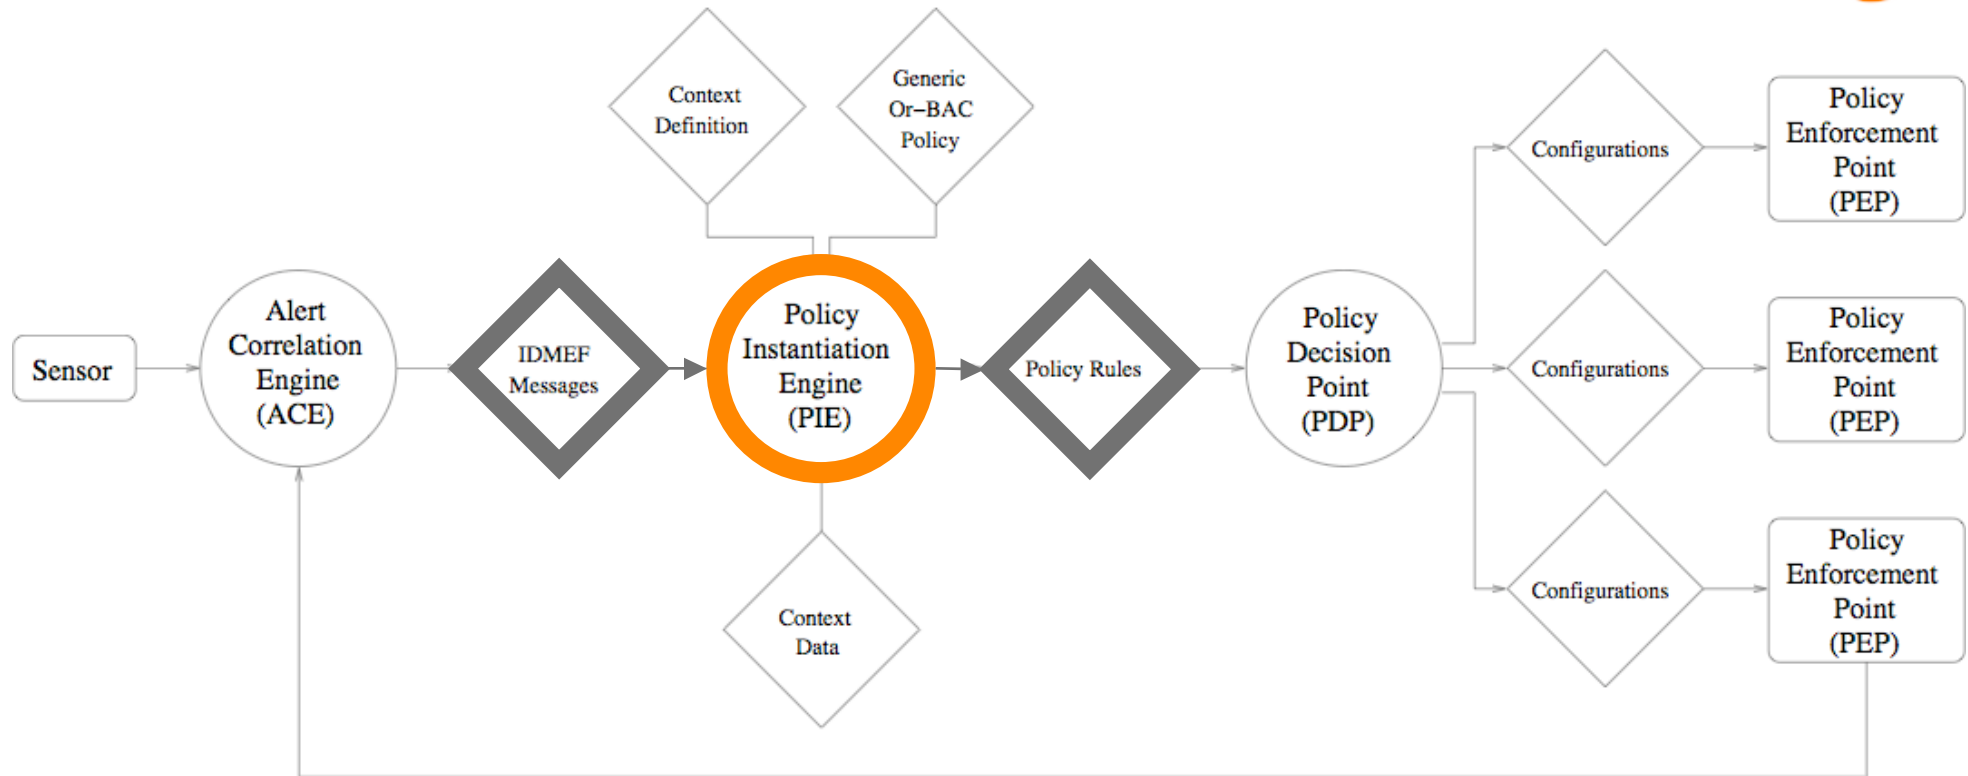 Context
Definition
Generic
Or−BAC
Policy
Sensor
Alert
Correlation
Engine
(ACE)
IDMEF
Messages
Policy
Instantiation
Engine
(PIE)
Policy Rules
Policy
Decision
Point
(PDP)
Configurations
Policy
Enforcement
Point
(PEP)
Configurations
Policy
Enforcement
Point
(PEP)
Configurations
Policy
Enforcement
Point
(PEP)
Context
Data